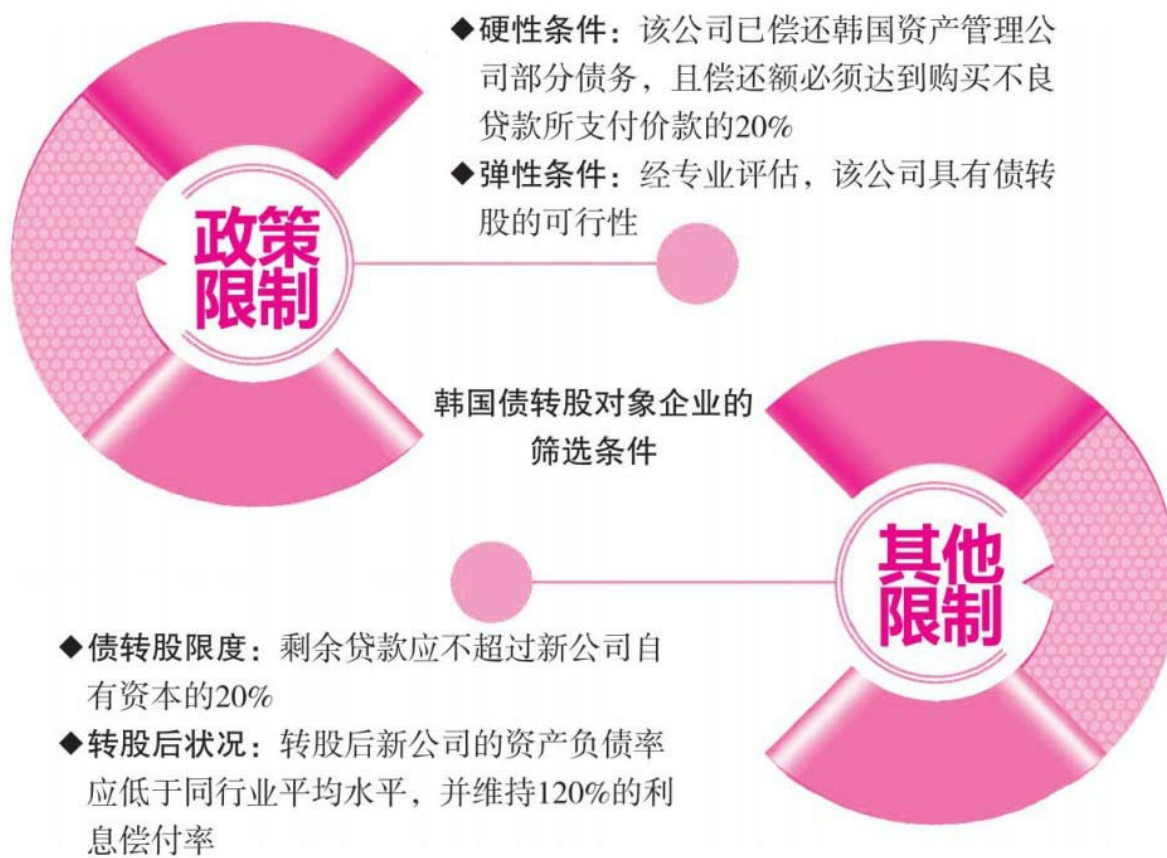 ◆硬性条件：该公司已偿还韩国资产管理公
司部分债务，且偿还额必须达到购买不良
贷款所支付价款的20%
◆弹性条件：经专业评估，该公司具有债转
股的可行性
政策
限制
韩国债转股对象企业的
筛选条件
其他
限制
◆债转股限度：剩余贷款应不超过新公司自
有资本的20%
◆转股后状况：转股后新公司的资产负债率
应低于同行业平均水平，并维持120%的利
息偿付率